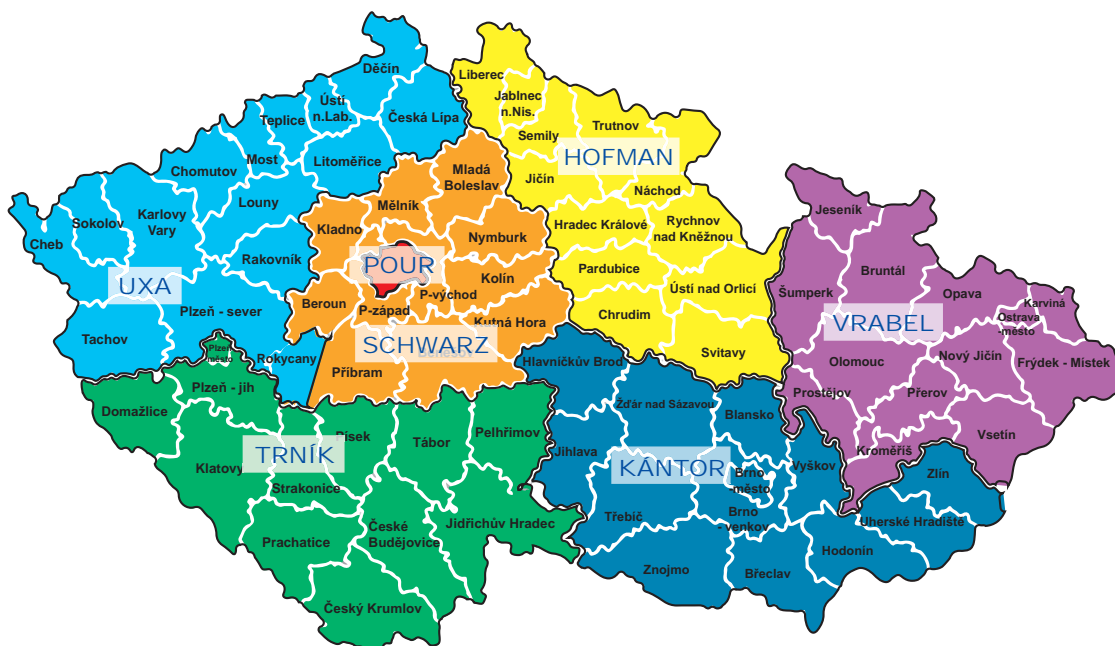 Děčín
Liberec
Ústí
n.Lab.
Jablnec
n.Nis.
Teplice
Česká Lípa
Trutnov
Semily
HOFMAN
Most
Litoměřice
Chomutov
Mladá
Boleslav
Jičín
Náchod
Louny
Mělník
Karlovy
Vary
Sokolov
Kladno
Hradec Králové
Rychnov
nad Kněžnou
Jeseník
Cheb
Nymburk
Rakovník
POUR
Kolín
Pardubice
Bruntál
UXA
Beroun
P-východ
Ústí nad Orlicí
Šumperk
Opava
Karviná
Ostrava
-město
Plzeň - sever
P-západ
Chrudim
Kutná Hora
VRABEL
Tachov
SCHWARZ
Svitavy
Plzeň
město
Rokycany
Hlavníčkův Brod
Olomouc
Nový Jičín
Frýdek - Místek
Příbram
Plzeň - jih
Prostějov
Přerov
Domažlice
Žďár nad Sázavou
Blansko
Písek
Tábor
Pelhřimov
Vsetín
TRNÍK
Klatovy
Jihlava
KÁNTOR
Kroměříš
Vyškov
Brno
-město
Zlín
Strakonice
Třebíč
Brno
- venkov
Uherské Hradiště
Jidřichův Hradec
České
Budějovice
Prachatice
Hodonín
Znojmo
Břeclav
Český Krumlov